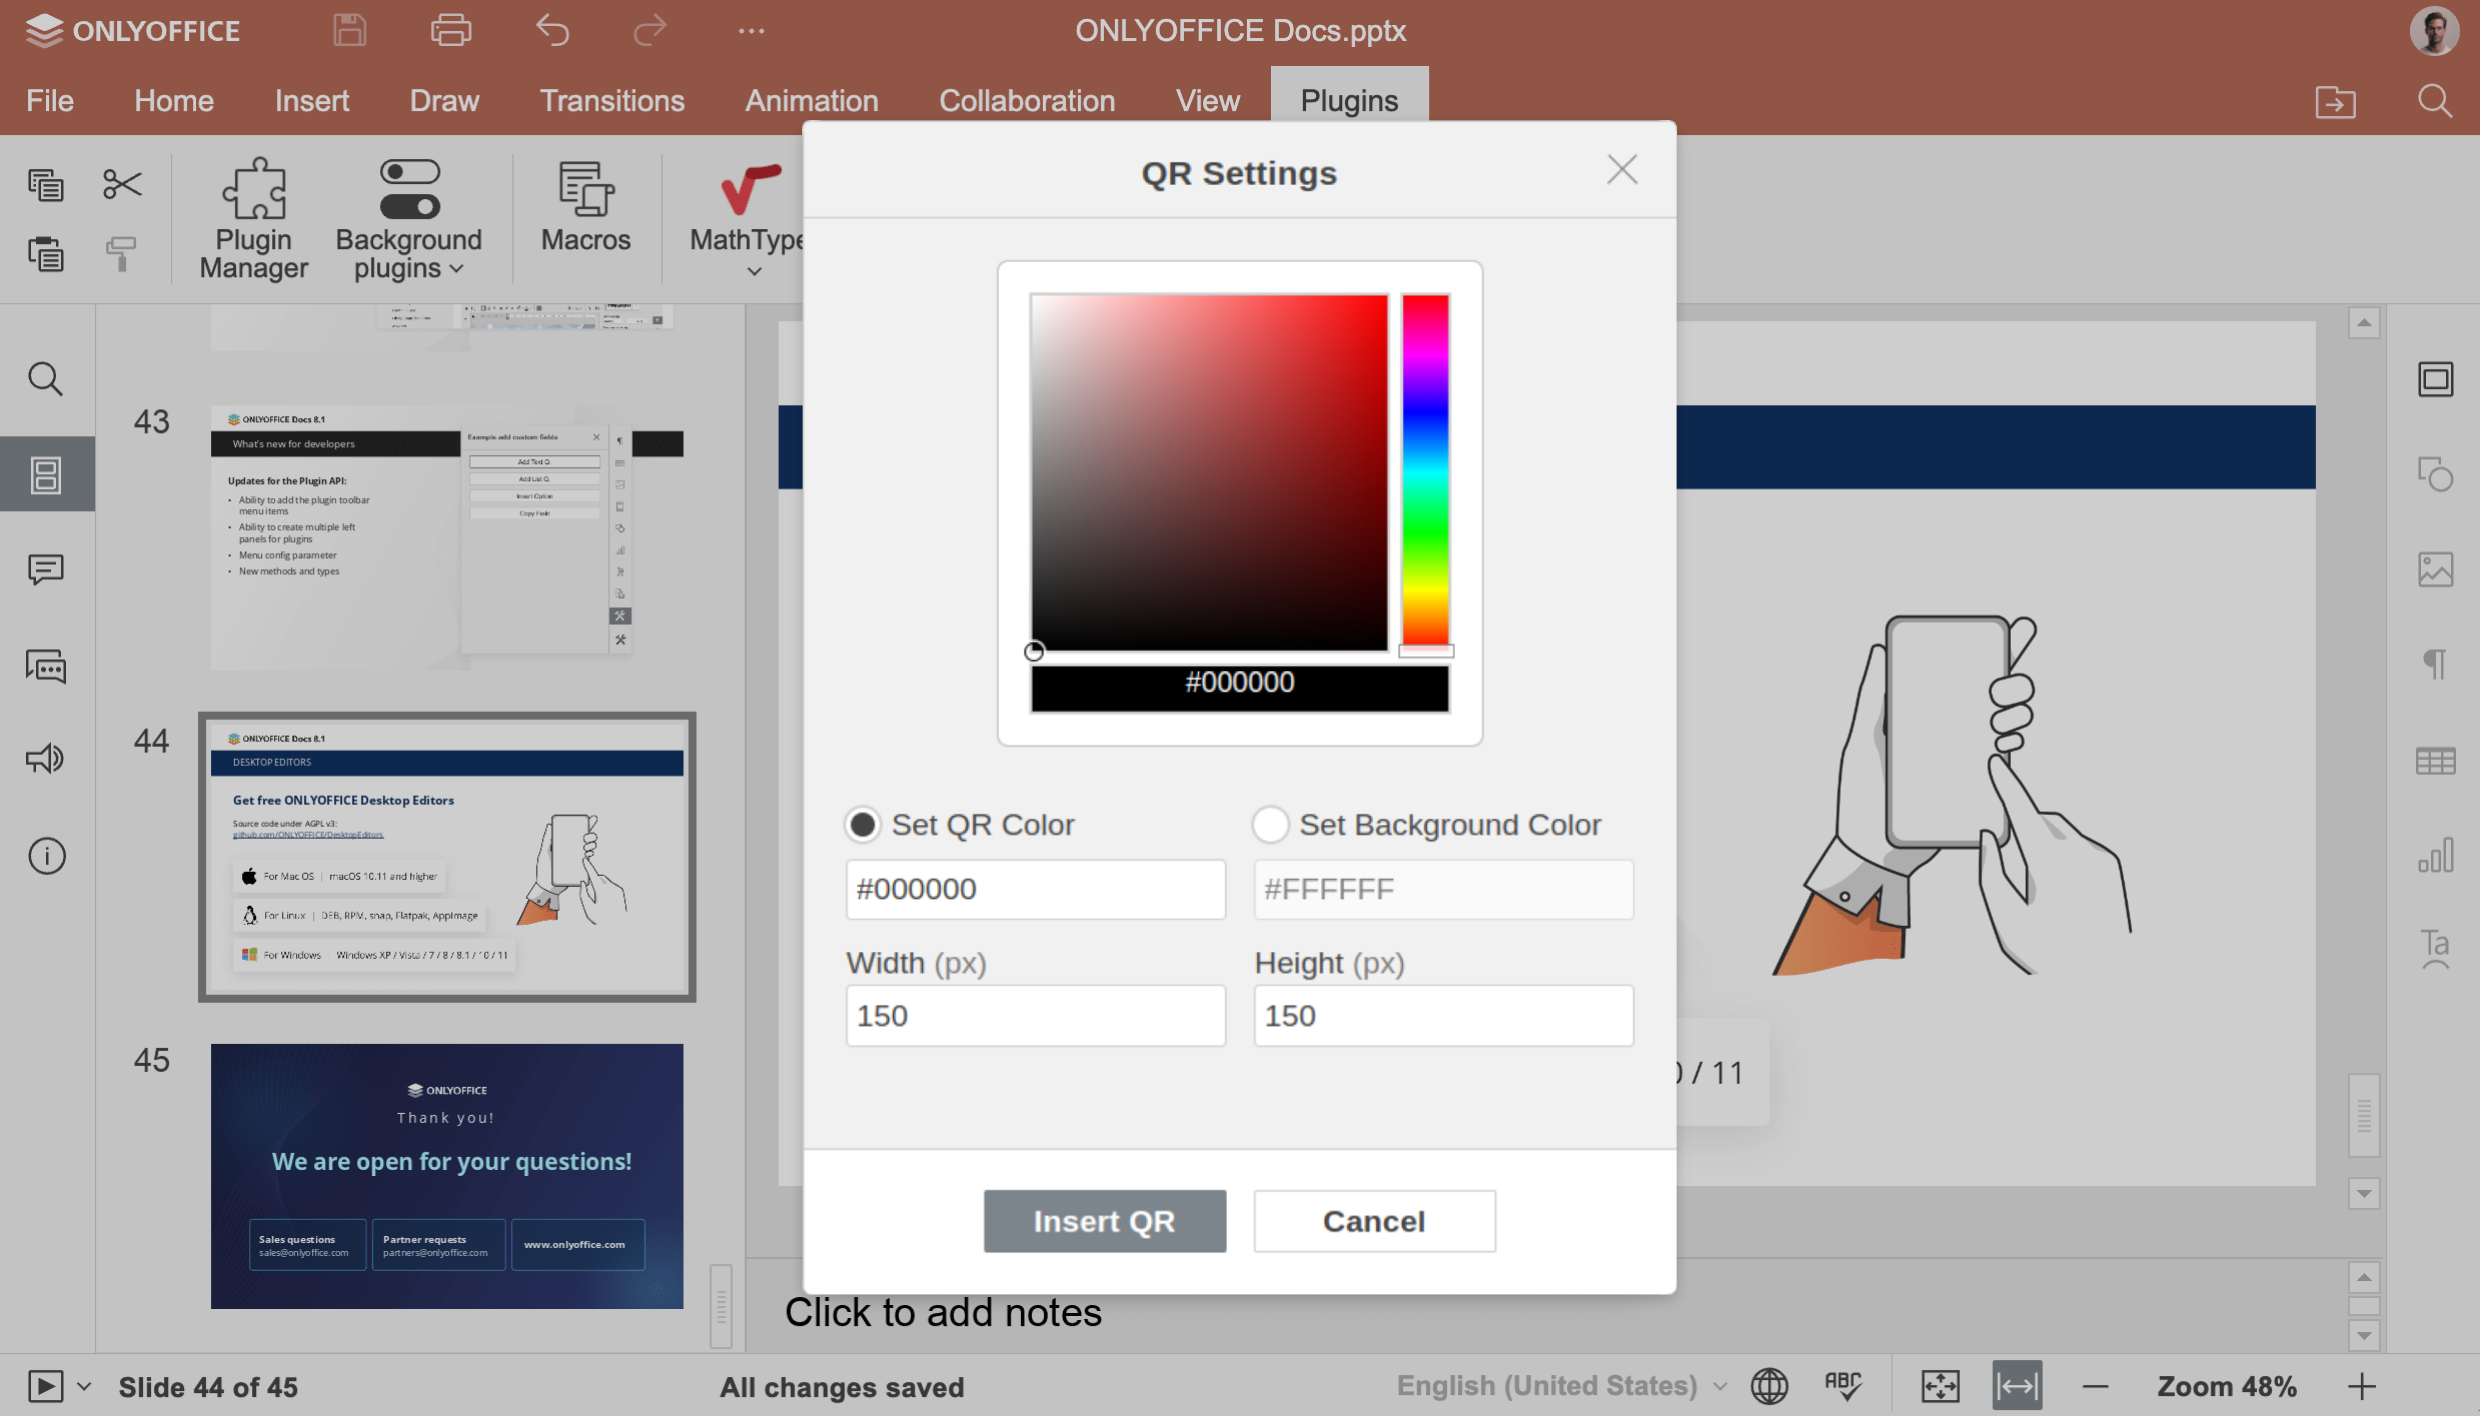 ONLYOFFICE
ONLYOFFICE Docs.pptx
File Home Insert Draw Transitions Animation Collaboration View Plugins
Plugin
Manager
Background
plugins
Macros
MathType
43
ONLYOFFICE Docs 8.1
What's new for developers
Updates for the Plugin API:
• Ability to add the plugin toolbar
menu items
• Ability to create multiple left
panels for plugins
• Menu config parameter
• New methods and types
Example add custom fields
Add Text Q.
Add List Q.
Insert Option
Copy Field
44
ONLYOFFICE Docs 8.1
DESKTOP EDITORS
Get free ONLYOFFICE Desktop Editors
Source code under AGPL v3:
github.com/ONLYOFFICE/DesktopEditors
For Mac OS | macOS 10.11 and higher
For Linux | DEB, RPM, snap, Flatpak, AppImage
For Windows Windows XP / Vista / 7 / 8 / 8.1 / 10 / 11
45
ONLYOFFICE
Thank you!
We are open for your questions!
Sales questions
sales@onlyoffice.com
Partner requests
partners@onlyoffice.com
www.onlyoffice.com
QR Settings
#000000
Set QR Color
Set Background Color
#000000
#FFFFFF
Width (px)
Height (px)
150
150
Insert QR
Cancel
/ 11
Click to add notes
Ta
Slide 44 of 45
All changes saved
English (United States)
ABC
Zoom 48%